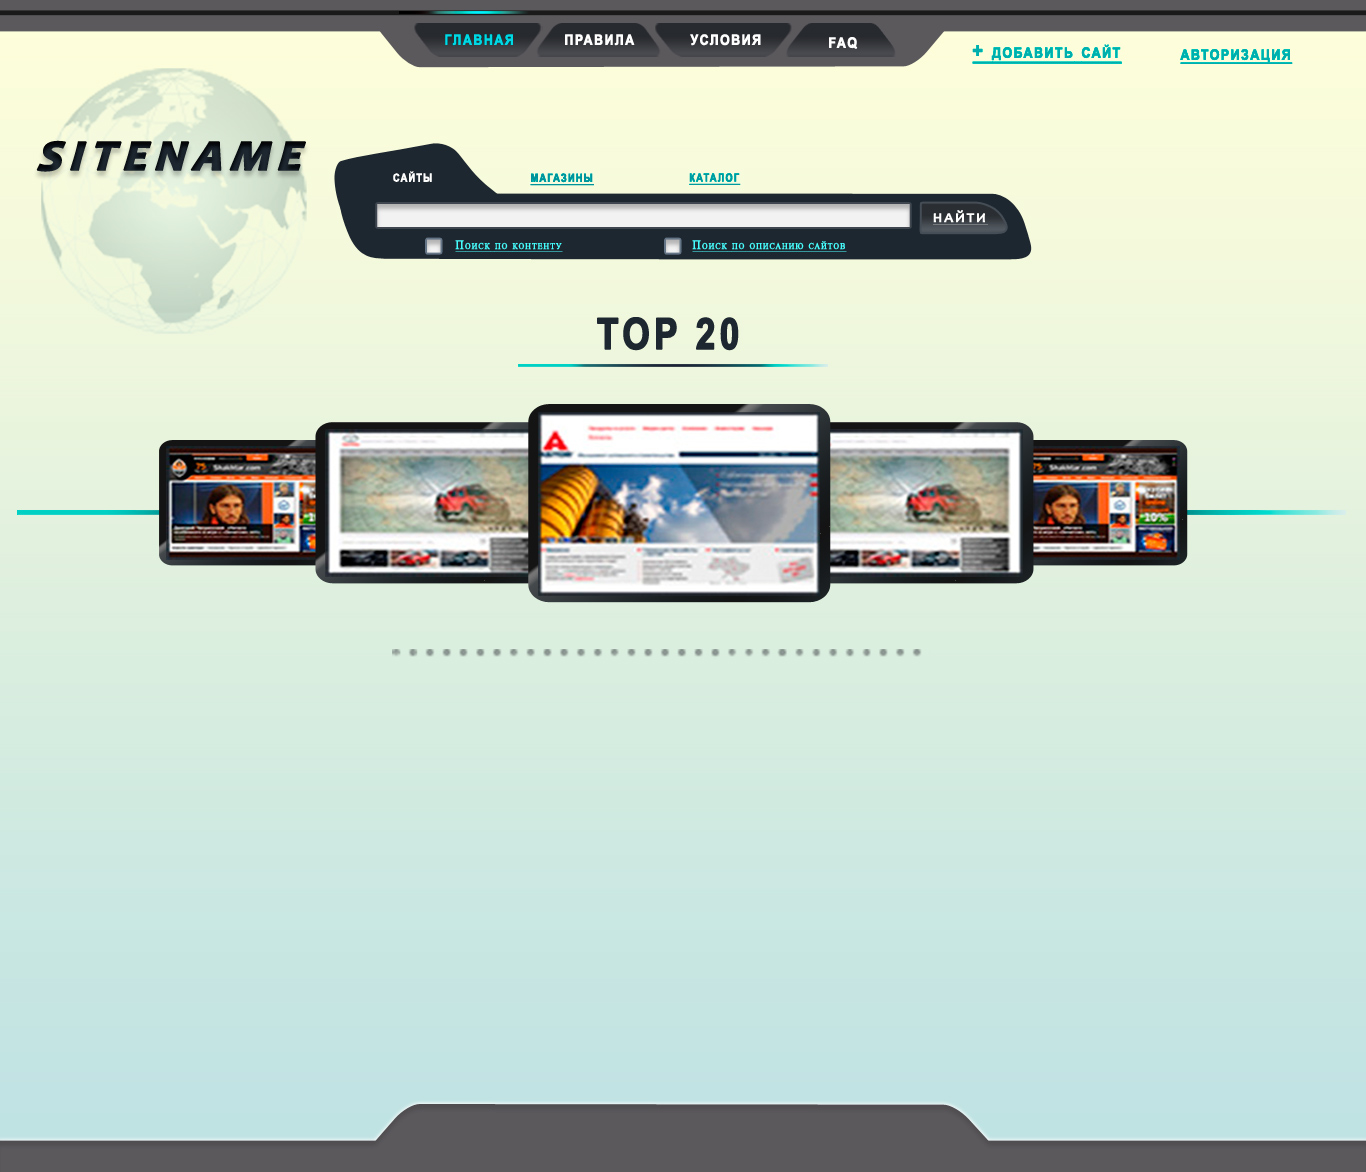 ГЛАВНАЯ ПРАВИЛА УСЛОВИЯ FAQ
+ ДОБАВИТЬ САЙТ АВТОРИЗАЦИЯ
SITENAME
САЙТЫ МАГАЗИНЫ КАТАЛОГ
НАЙТИ
Поиск по контенту Поиск по описанию сайтов
TOP 20
Shakhtar.com Shakhtar.com
-10%